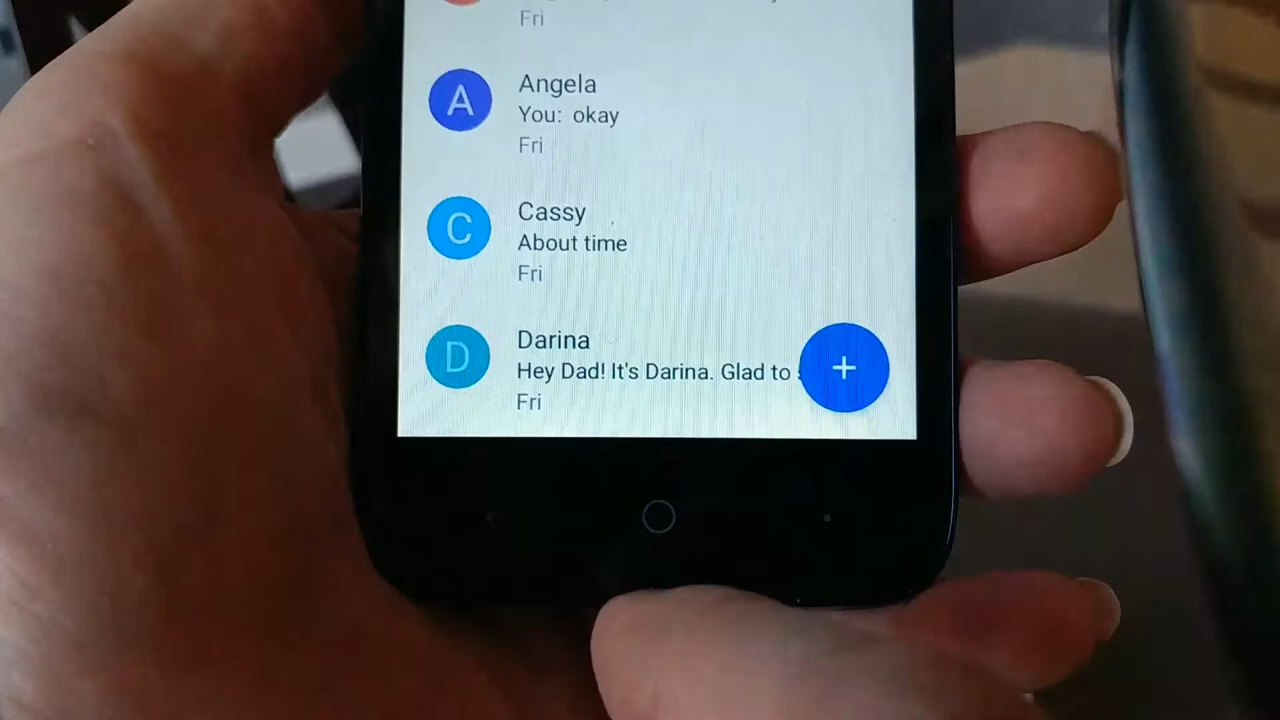 Fri
A
Angela
You: okay
Fri
C
Cassy
About time
Fri
D
Darina
Hey Dad! It's Darina. Glad to
Fri
+